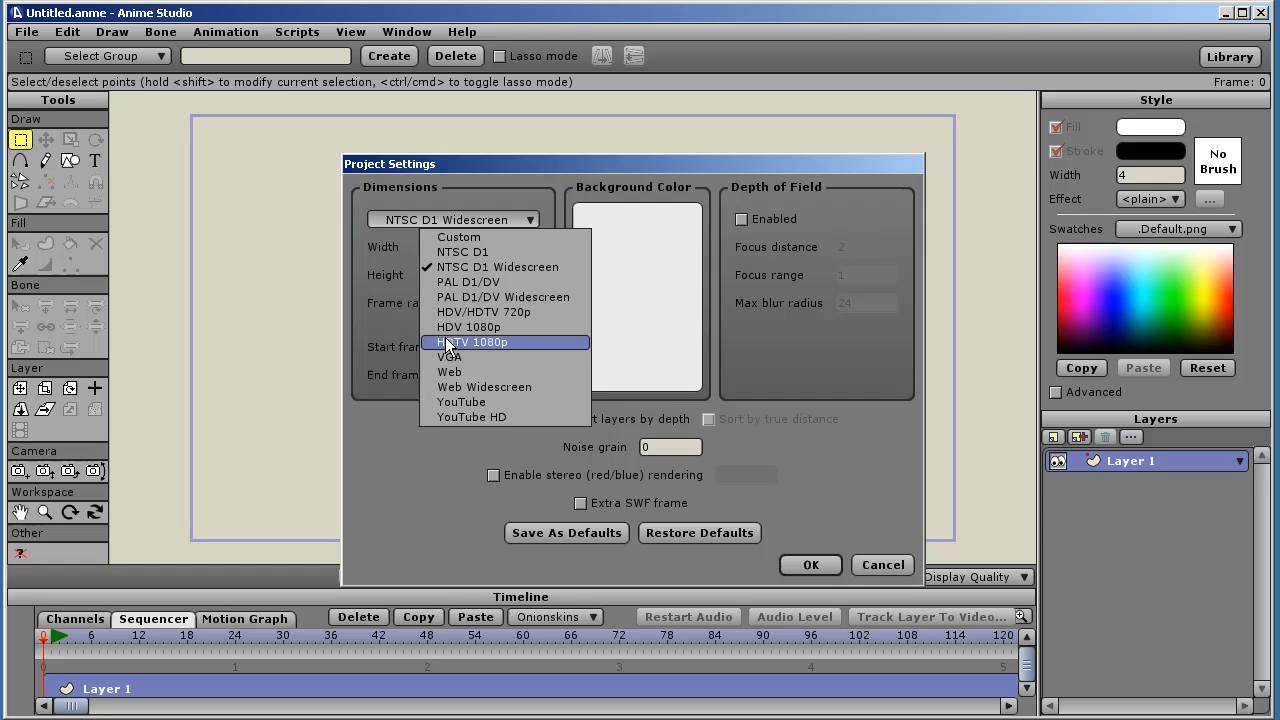 Untitled.anme - Anime Studio
File Edit Draw Bone Animation Scripts View Window Help
Select Group Create Delete Lasso mode Library
Select/deselect points (hold <shift> to modify current selection, <ctrl/cmd> to toggle lasso mode) Frame: 0
Tools
Draw
T
Fill
Bone
Layer
Camera
Workspace
Other
?
Project Settings
Dimensions
NTSC D1 Widescreen
Width
Height
Frame ra
Start fram
End fram
Custom
NTSC D1
NTSC D1 Widescreen
PAL D1/DV
PAL D1/DV Widescreen
HDV/HDTV 720p
HDV 1080p
HDTV 1080p
VGA
Web
Web Widescreen
YouTube
YouTube HD
Background Color
Depth of Field
Enabled
Focus distance 2
Focus range 1
Max blur radius 24
rt layers by depth Sort by true distance
Noise grain 0
Enable stereo (red/blue) rendering
Extra SWF frame
Save As Defaults Restore Defaults
OK Cancel
Display Quality
Style
Fill
Stroke
No Brush
Width 4
Effect <plain> ...
Swatches .Default.png
Copy Paste Reset
Advanced
Layers
...
Layer 1
Timeline
Channels Sequencer Motion Graph Delete Copy Paste Onionskins Restart Audio Audio Level Track Layer To Video...
0 6 12 18 24 30 36 42 48 54 60 66 72 78 84 90 96 102 108 114 120
0 1 2 3 4 5
Layer 1